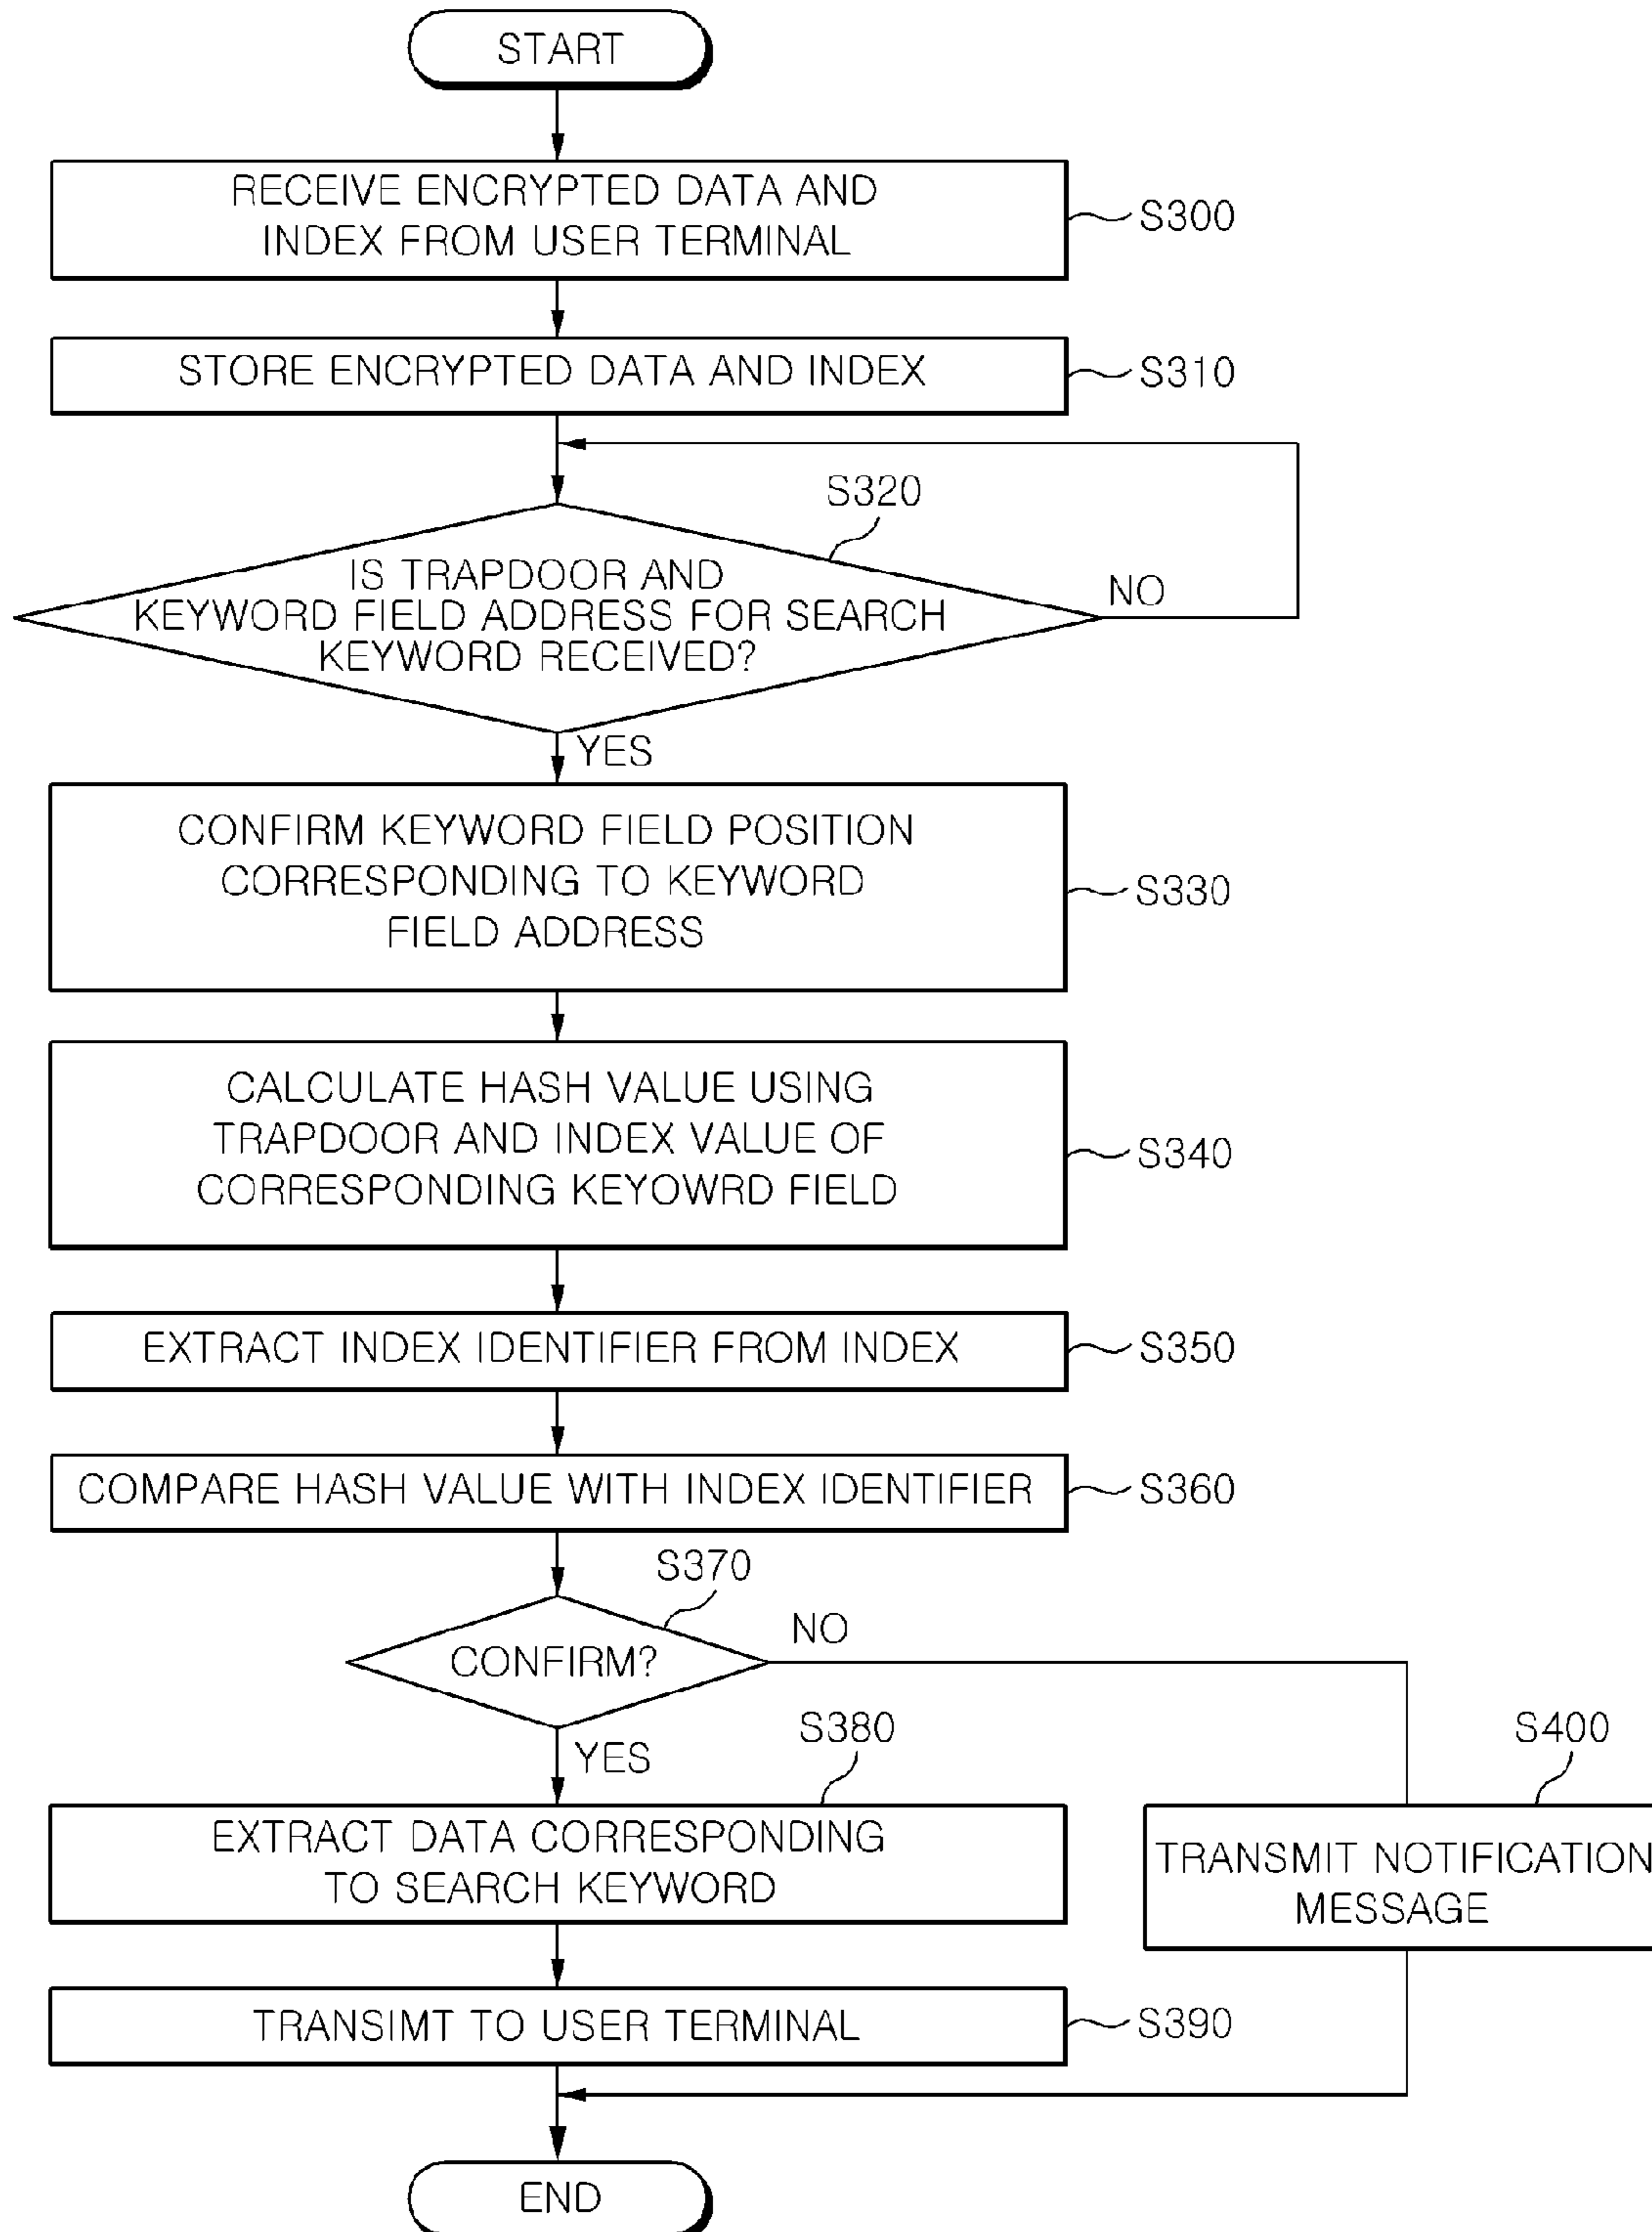 START
RECEIVE ENCRYPTED DATA AND
INDEX FROM USER TERMINAL
S300
STORE ENCRYPTED DATA AND INDEX
S310
S320
IS TRAPDOOR AND
KEYWORD FIELD ADDRESS FOR SEARCH
KEYWORD RECEIVED?
NO
YES
CONFIRM KEYWORD FIELD POSITION
CORRESPONDING TO KEYWORD
FIELD ADDRESS
S330
CALCULATE HASH VALUE USING
TRAPDOOR AND INDEX VALUE OF
CORRESPONDING KEYOWRD FIELD
S340
EXTRACT INDEX IDENTIFIER FROM INDEX
S350
COMPARE HASH VALUE WITH INDEX IDENTIFIER
S360
S370
CONFIRM?
NO
YES
S380
EXTRACT DATA CORRESPONDING
TO SEARCH KEYWORD
S400
TRANSMIT NOTIFICATION
MESSAGE
TRANSIMT TO USER TERMINAL
S390
END